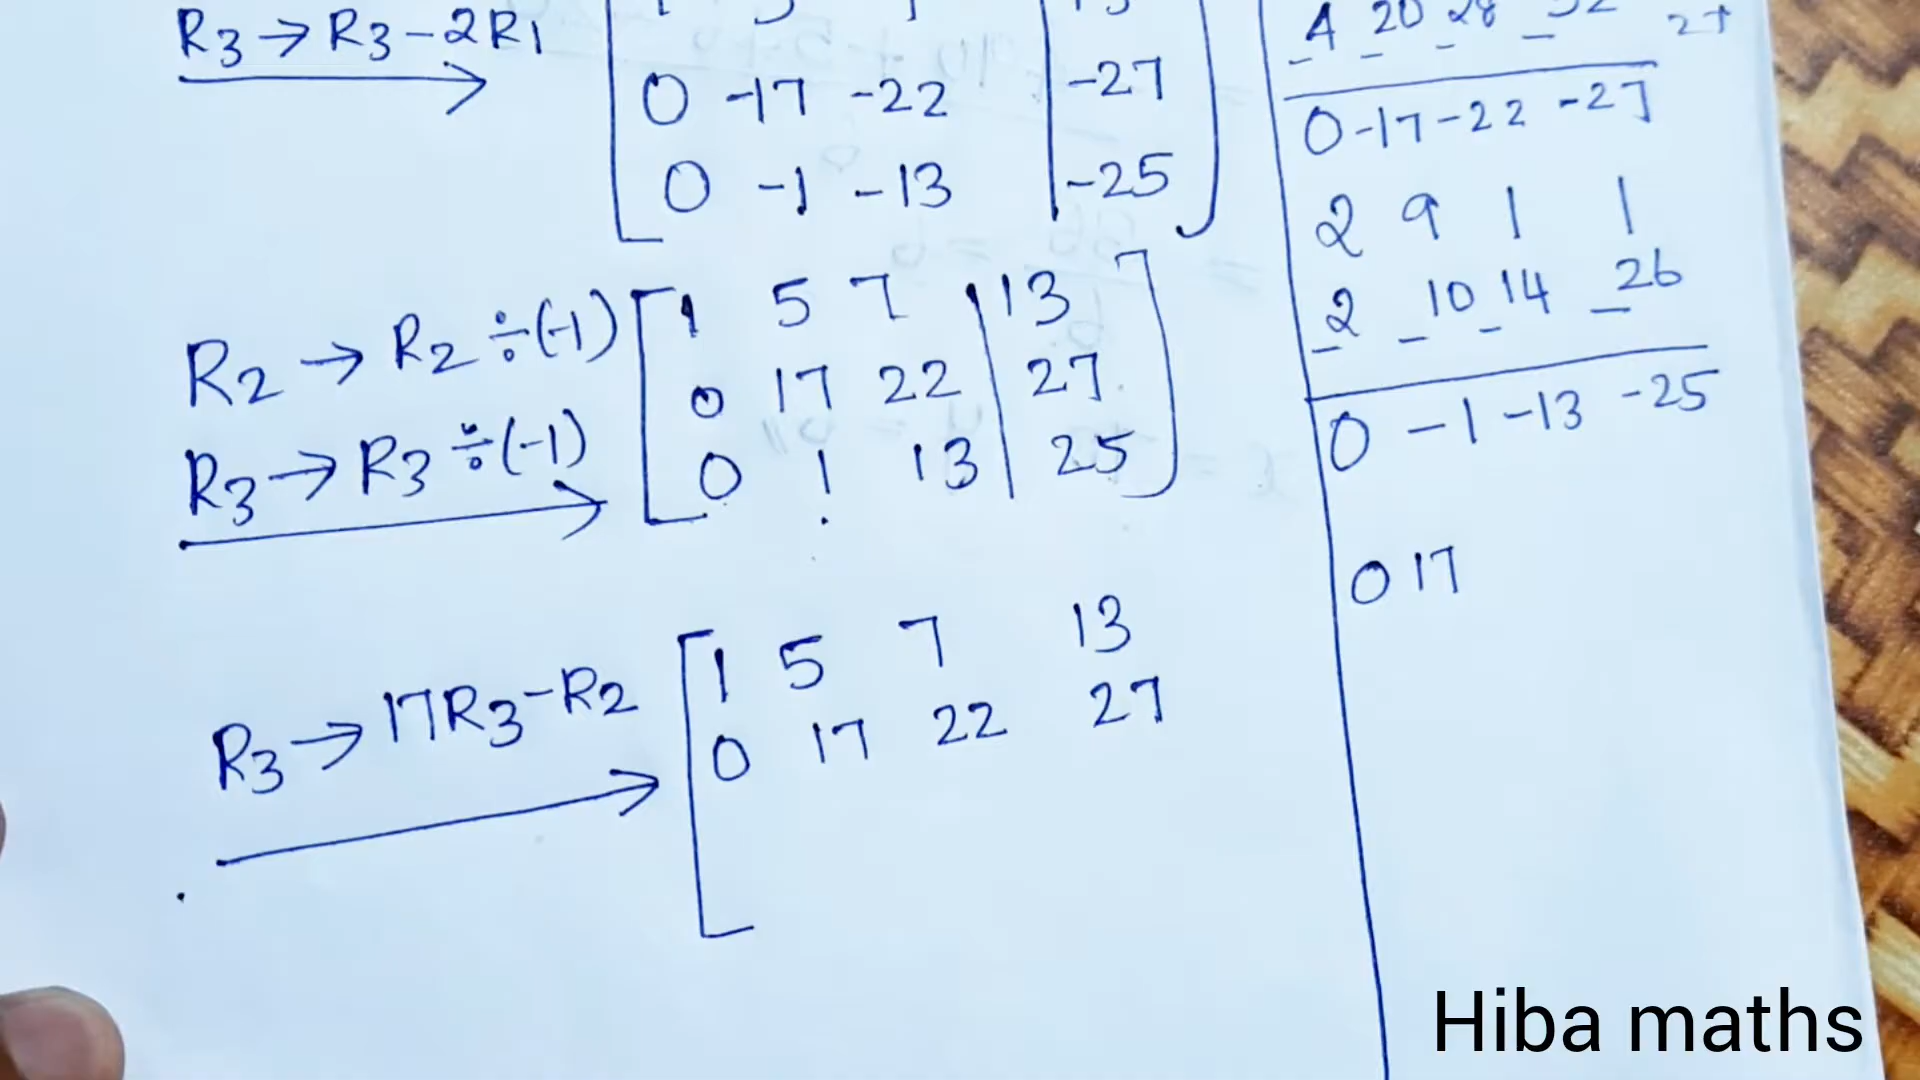 R3 → R3 - 2R1
0 -17 -22 | -27
0 -1 -13 | -25
R2 → R2 ÷ (-1)
R3 → R3 ÷ (-1)
1 5 7 | 13
0 17 22 | 27
0 1 13 | 25
R3 → 17R3 - R2
1 5 7 13
0 17 22 27
4 20 28
0 -17 -22 -27
2 9 1 1
2 10 14 26
0 -1 -13 -25
0 17
Hiba maths